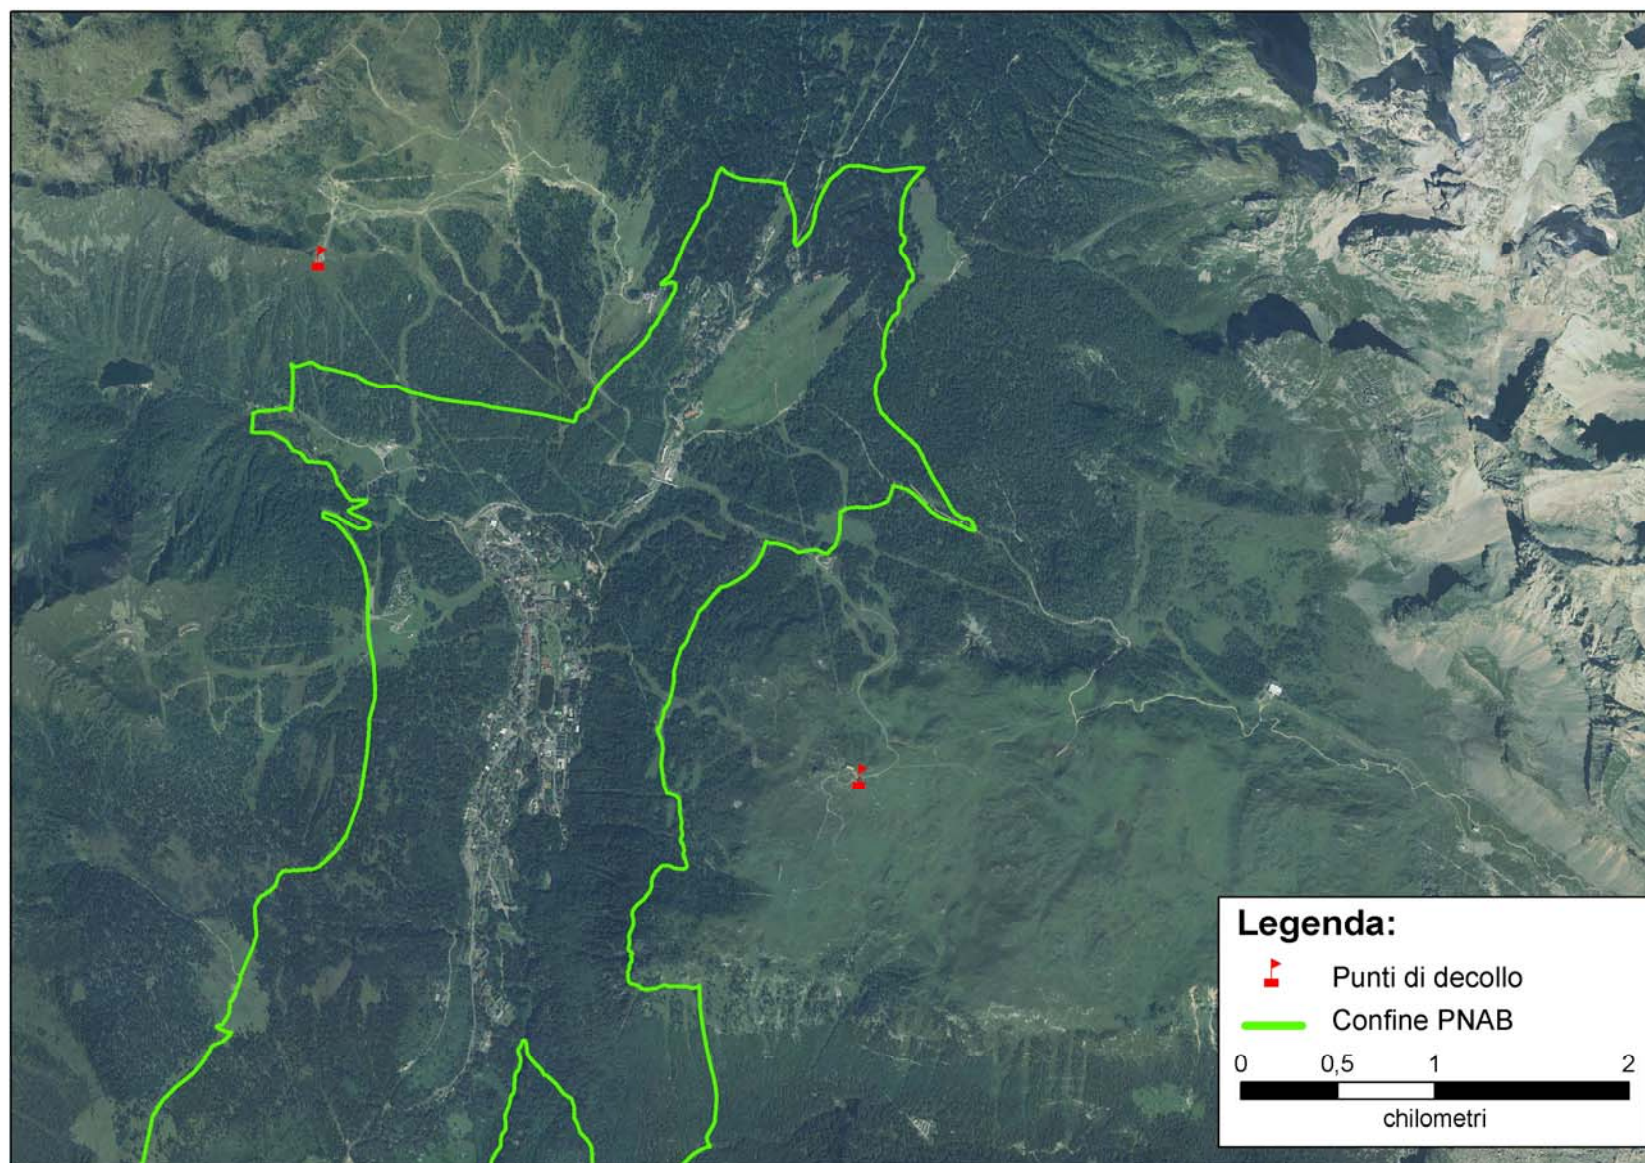 Legenda:
Punti di decollo
Confine PNAB
0 0,5 1 2
chilometri